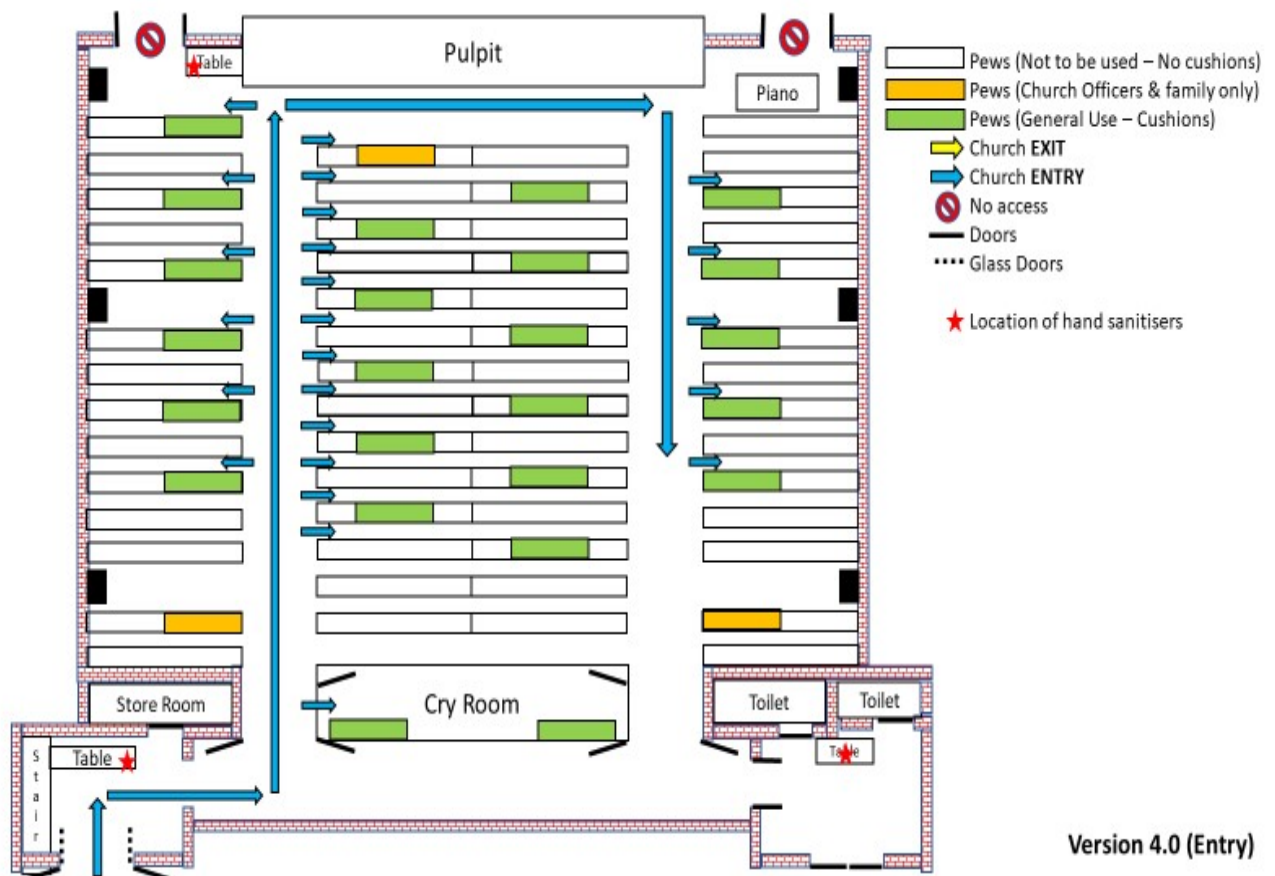 Pulpit
Table
Piano
Pews (Not to be used – No cushions)
Pews (Church Officers & family only)
Pews (General Use – Cushions)
Church EXIT
Church ENTRY
No access
Doors
Glass Doors
Location of hand sanitisers
Store Room
Cry Room
Toilet
Toilet
Stair
Table
Table
Version 4.0 (Entry)